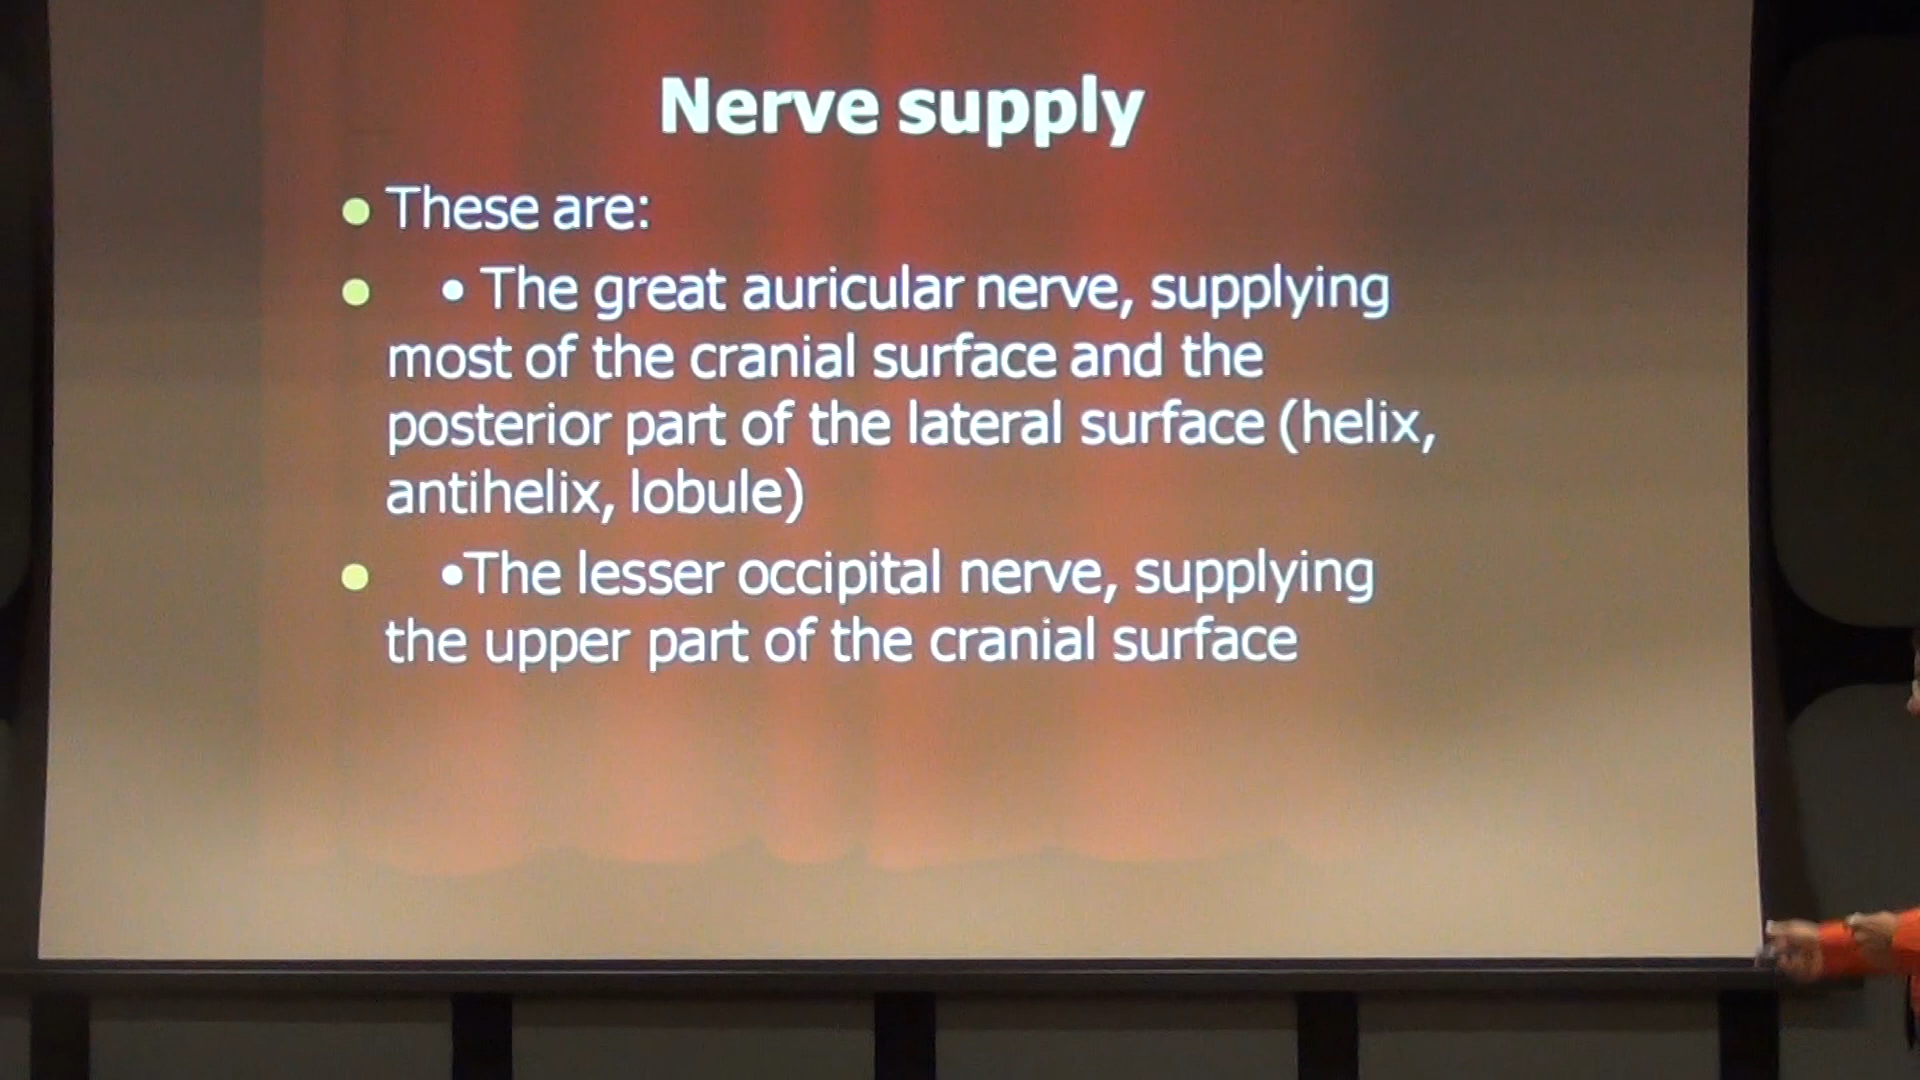 Nerve supply
• These are:
• • The great auricular nerve, supplying
most of the cranial surface and the
posterior part of the lateral surface (helix,
antihelix, lobule)
• •The lesser occipital nerve, supplying
the upper part of the cranial surface